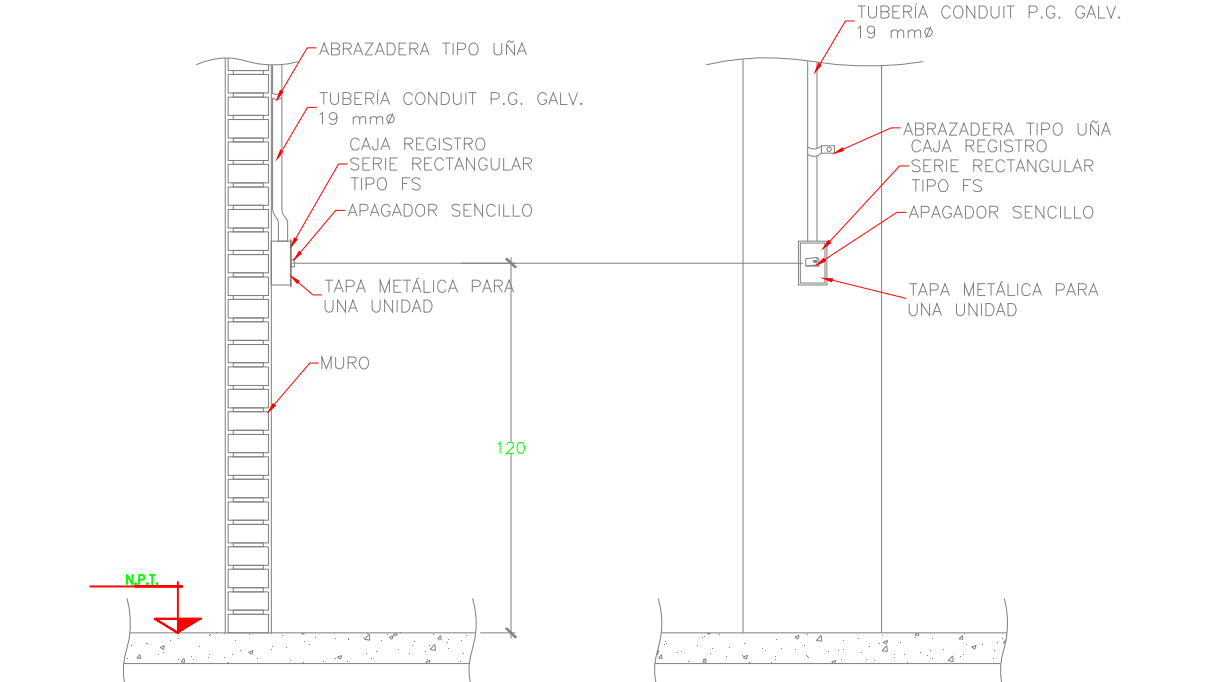 ABRAZADERA TIPO UÑA
TUBERÍA CONDUIT P.G. GALV.
19 mmø
CAJA REGISTRO
SERIE RECTANGULAR
TIPO FS
APAGADOR SENCILLO
TAPA METÁLICA PARA
UNA UNIDAD
MURO
120
N.P.T.
TUBERÍA CONDUIT P.G. GALV.
19 mmø
ABRAZADERA TIPO UÑA
CAJA REGISTRO
SERIE RECTANGULAR
TIPO FS
APAGADOR SENCILLO
TAPA METÁLICA PARA
UNA UNIDAD